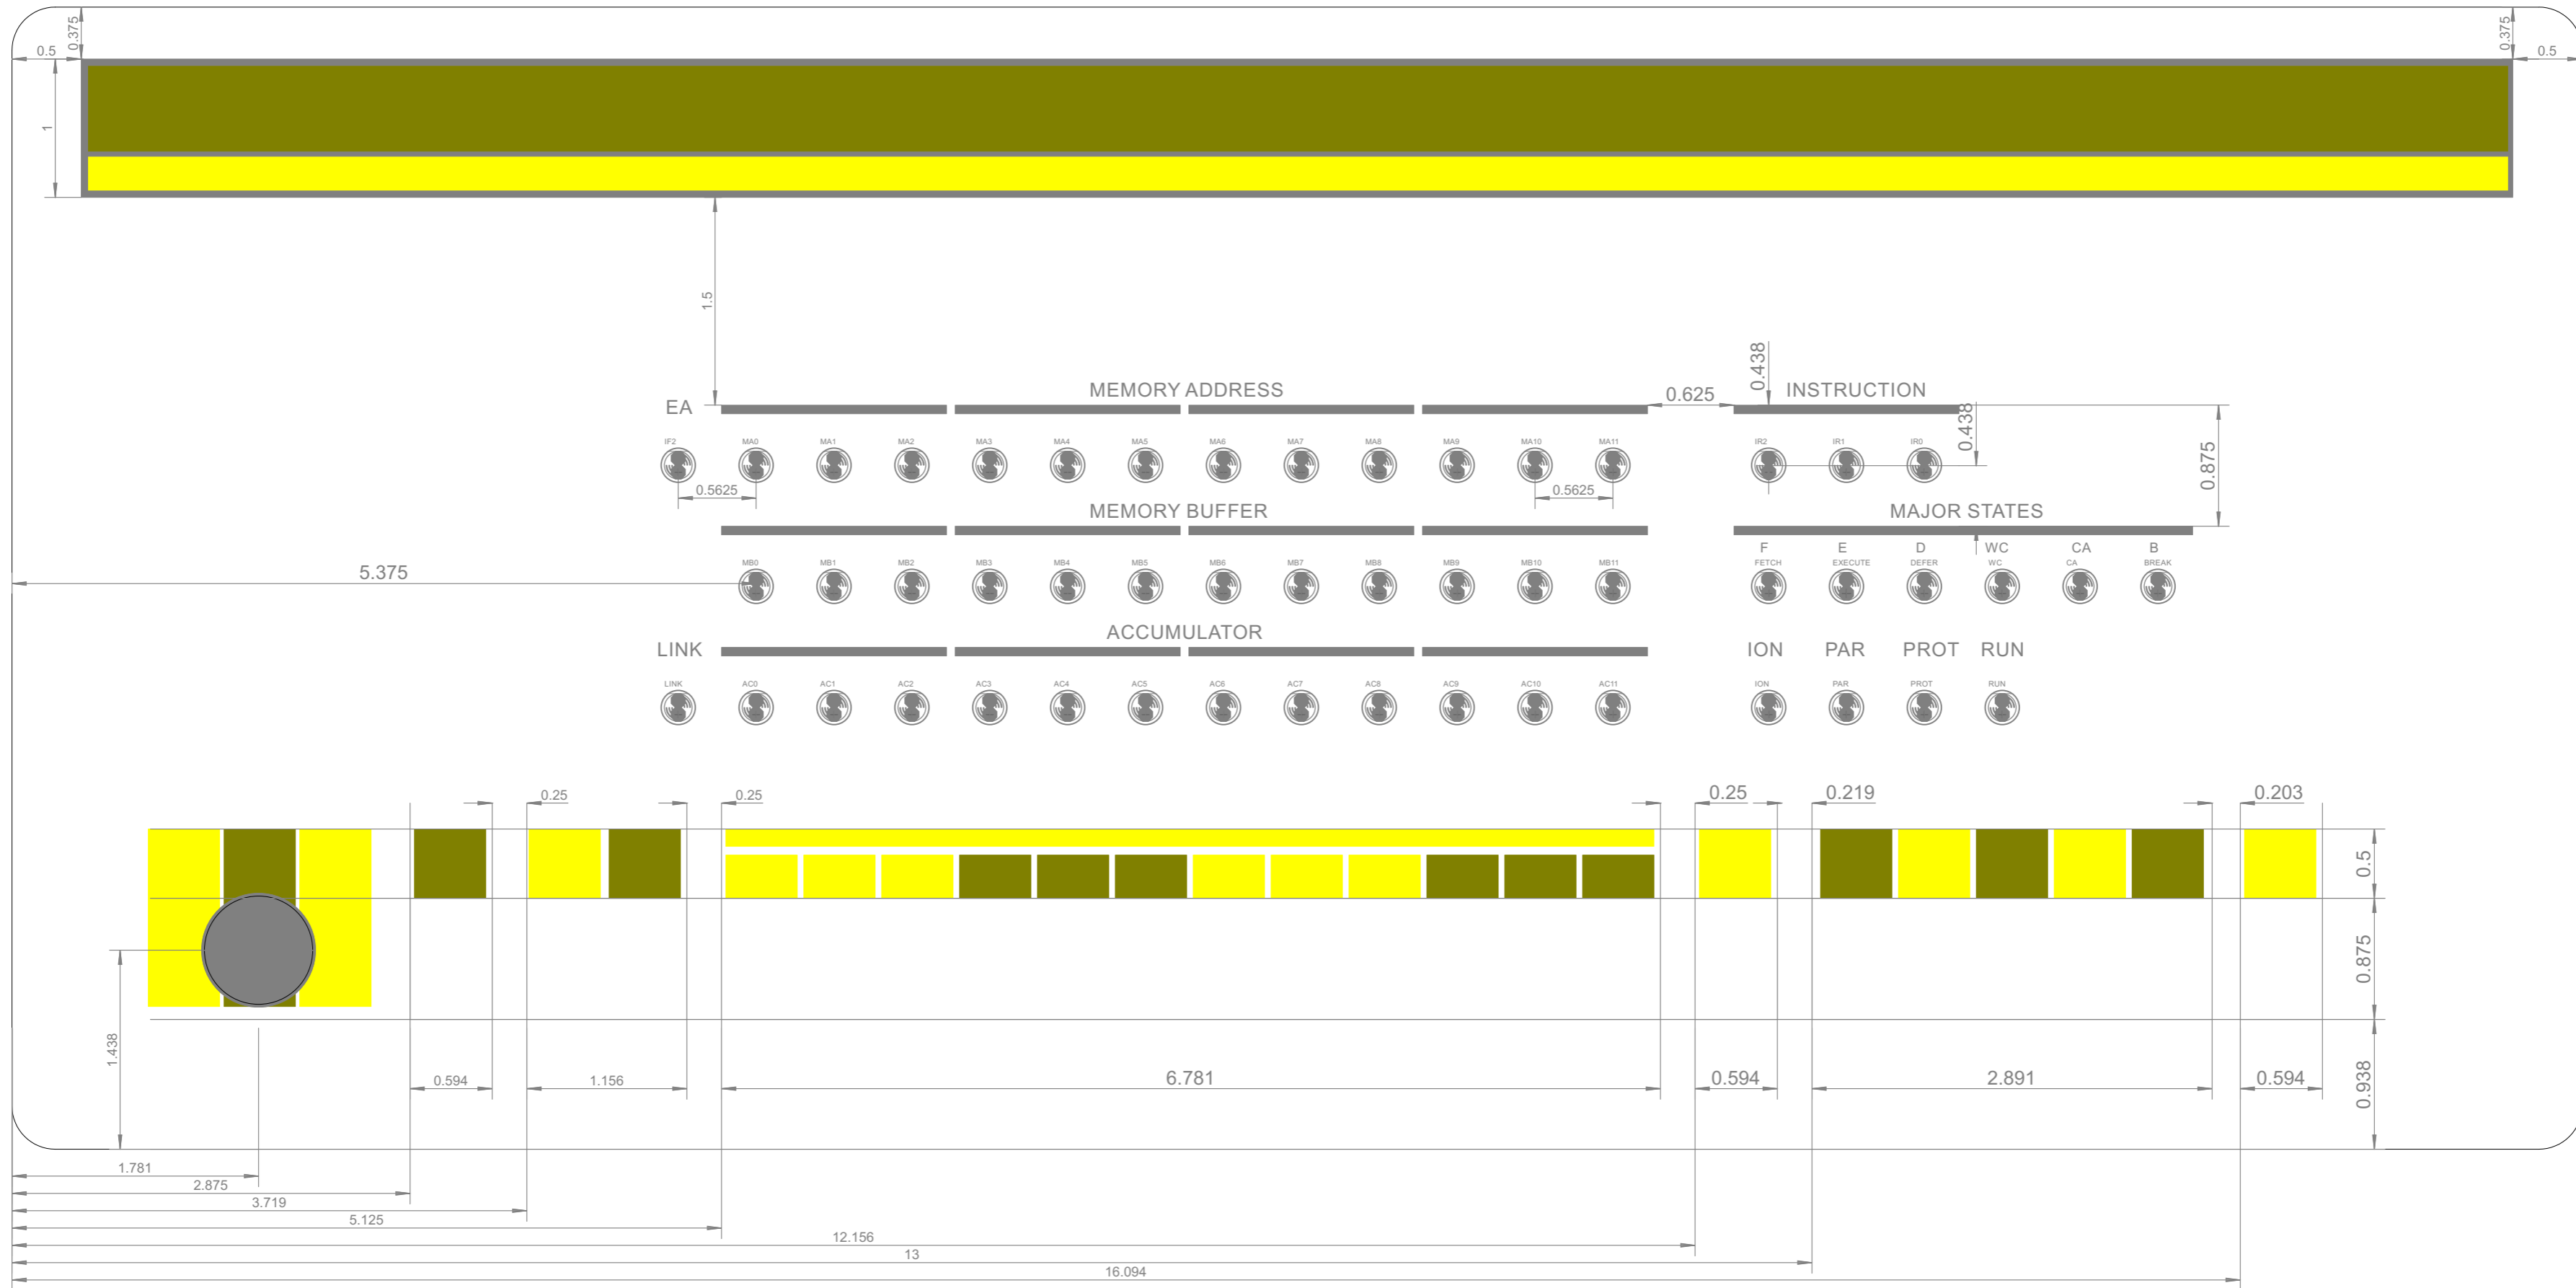 0.375 0.375
0.5 0.5
1
1.5
0.438
MEMORY ADDRESS 0.625 INSTRUCTION
EA 0.438
IF2 MA0 MA1 MA2 MA3 MA4 MA5 MA6 MA7 MA8 MA9 MA10 MA11 IR2 IR1 IR0
0.875
0.5625 0.5625
MEMORY BUFFER MAJOR STATES
F E D WC CA B
MB0 MB1 MB2 MB3 MB4 MB5 MB6 MB7 MB8 MB9 MB10 MB11 FETCH EXECUTE DEFER WC CA BREAK
5.375
ACCUMULATOR
LINK ION PAR PROT RUN
LINK AC0 AC1 AC2 AC3 AC4 AC5 AC6 AC7 AC8 AC9 AC10 AC11 ION PAR PROT RUN
0.25 0.25 0.25 0.219 0.203
0.5
0.875
1.438
0.938
0.594 1.156 6.781 0.594 2.891 0.594
1.781
2.875
3.719
5.125
12.156
13
16.094